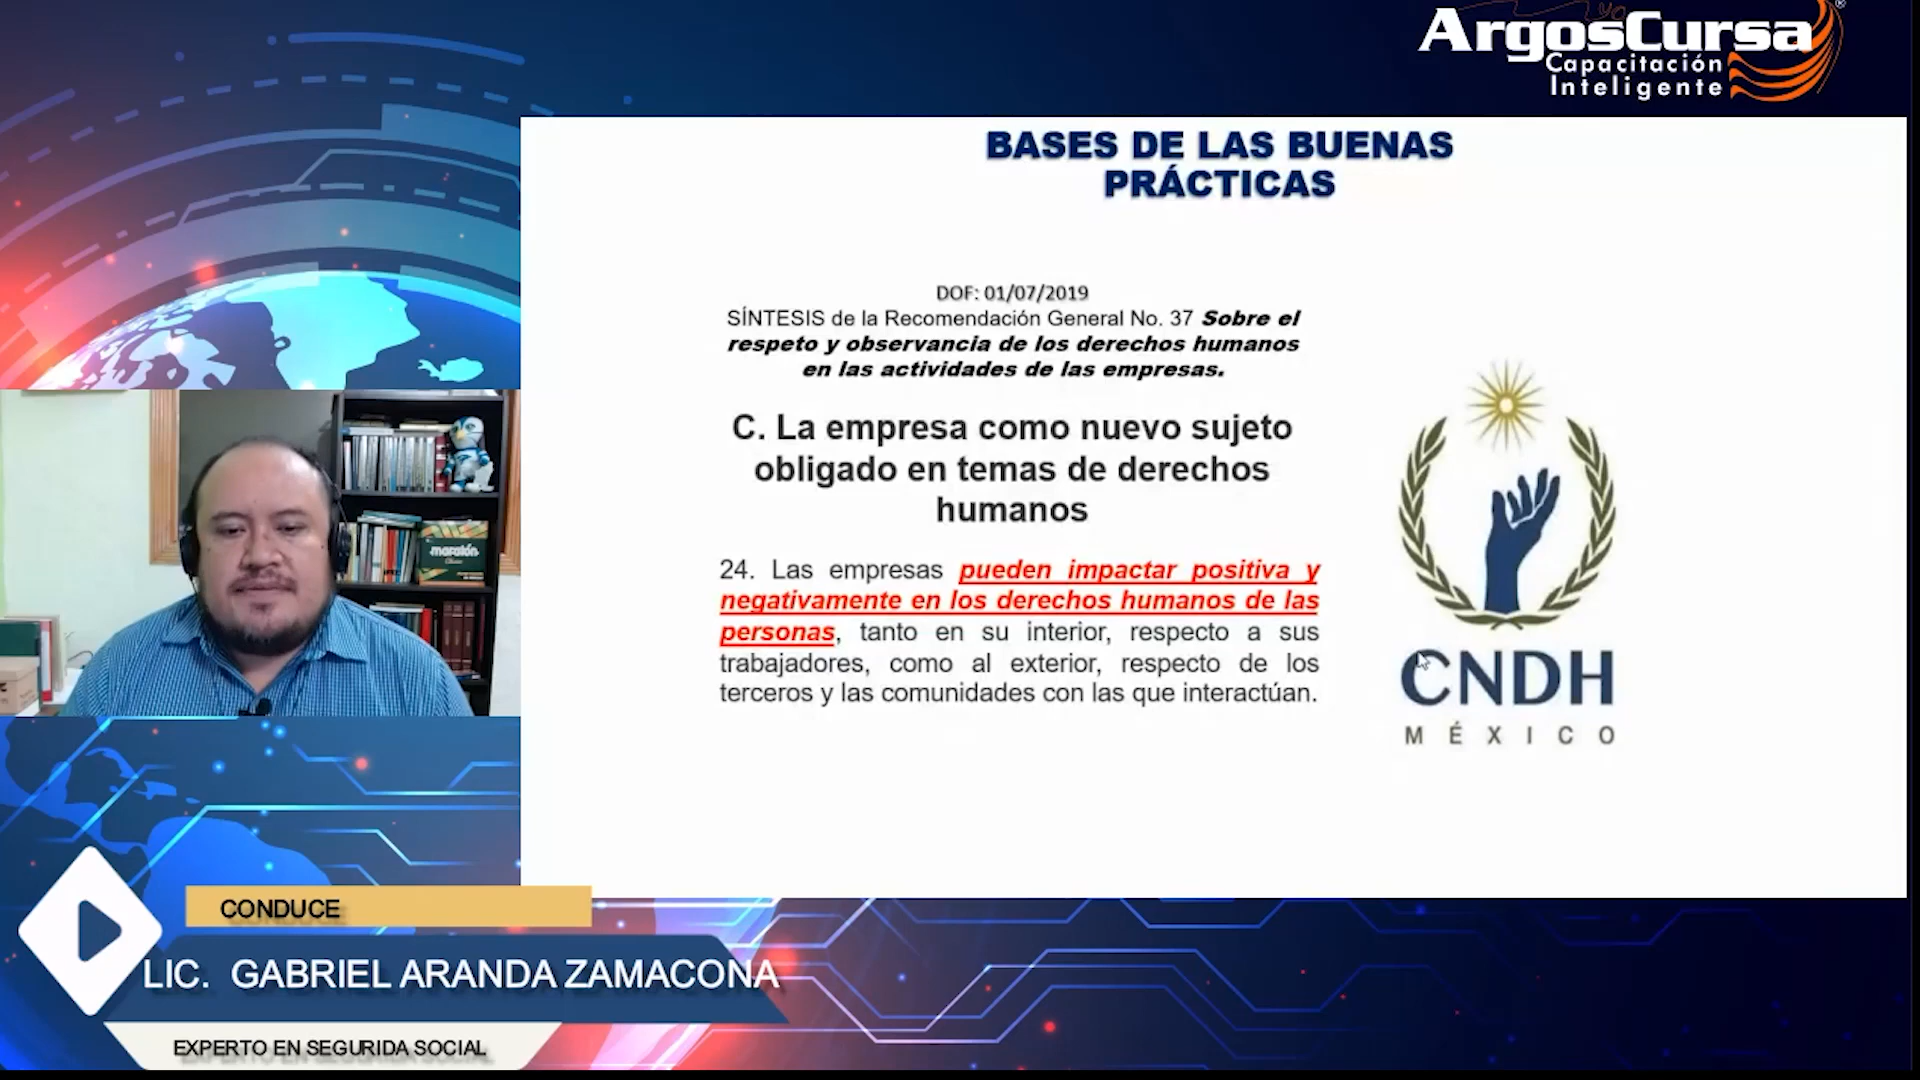 ArgosCursa
Capacitación
Inteligente
BASES DE LAS BUENAS
PRÁCTICAS
DOF: 01/07/2019
SÍNTESIS de la Recomendación General No. 37 Sobre el
respeto y observancia de los derechos humanos
en las actividades de las empresas.
C. La empresa como nuevo sujeto
obligado en temas de derechos
humanos
24. Las empresas pueden impactar positiva y
negativamente en los derechos humanos de las
personas, tanto en su interior, respecto a sus
trabajadores, como al exterior, respecto de los
terceros y las comunidades con las que interactúan.
CNDH
MÉXICO
maratón
CONDUCE
LIC. GABRIEL ARANDA ZAMACONA
EXPERTO EN SEGURIDA SOCIAL